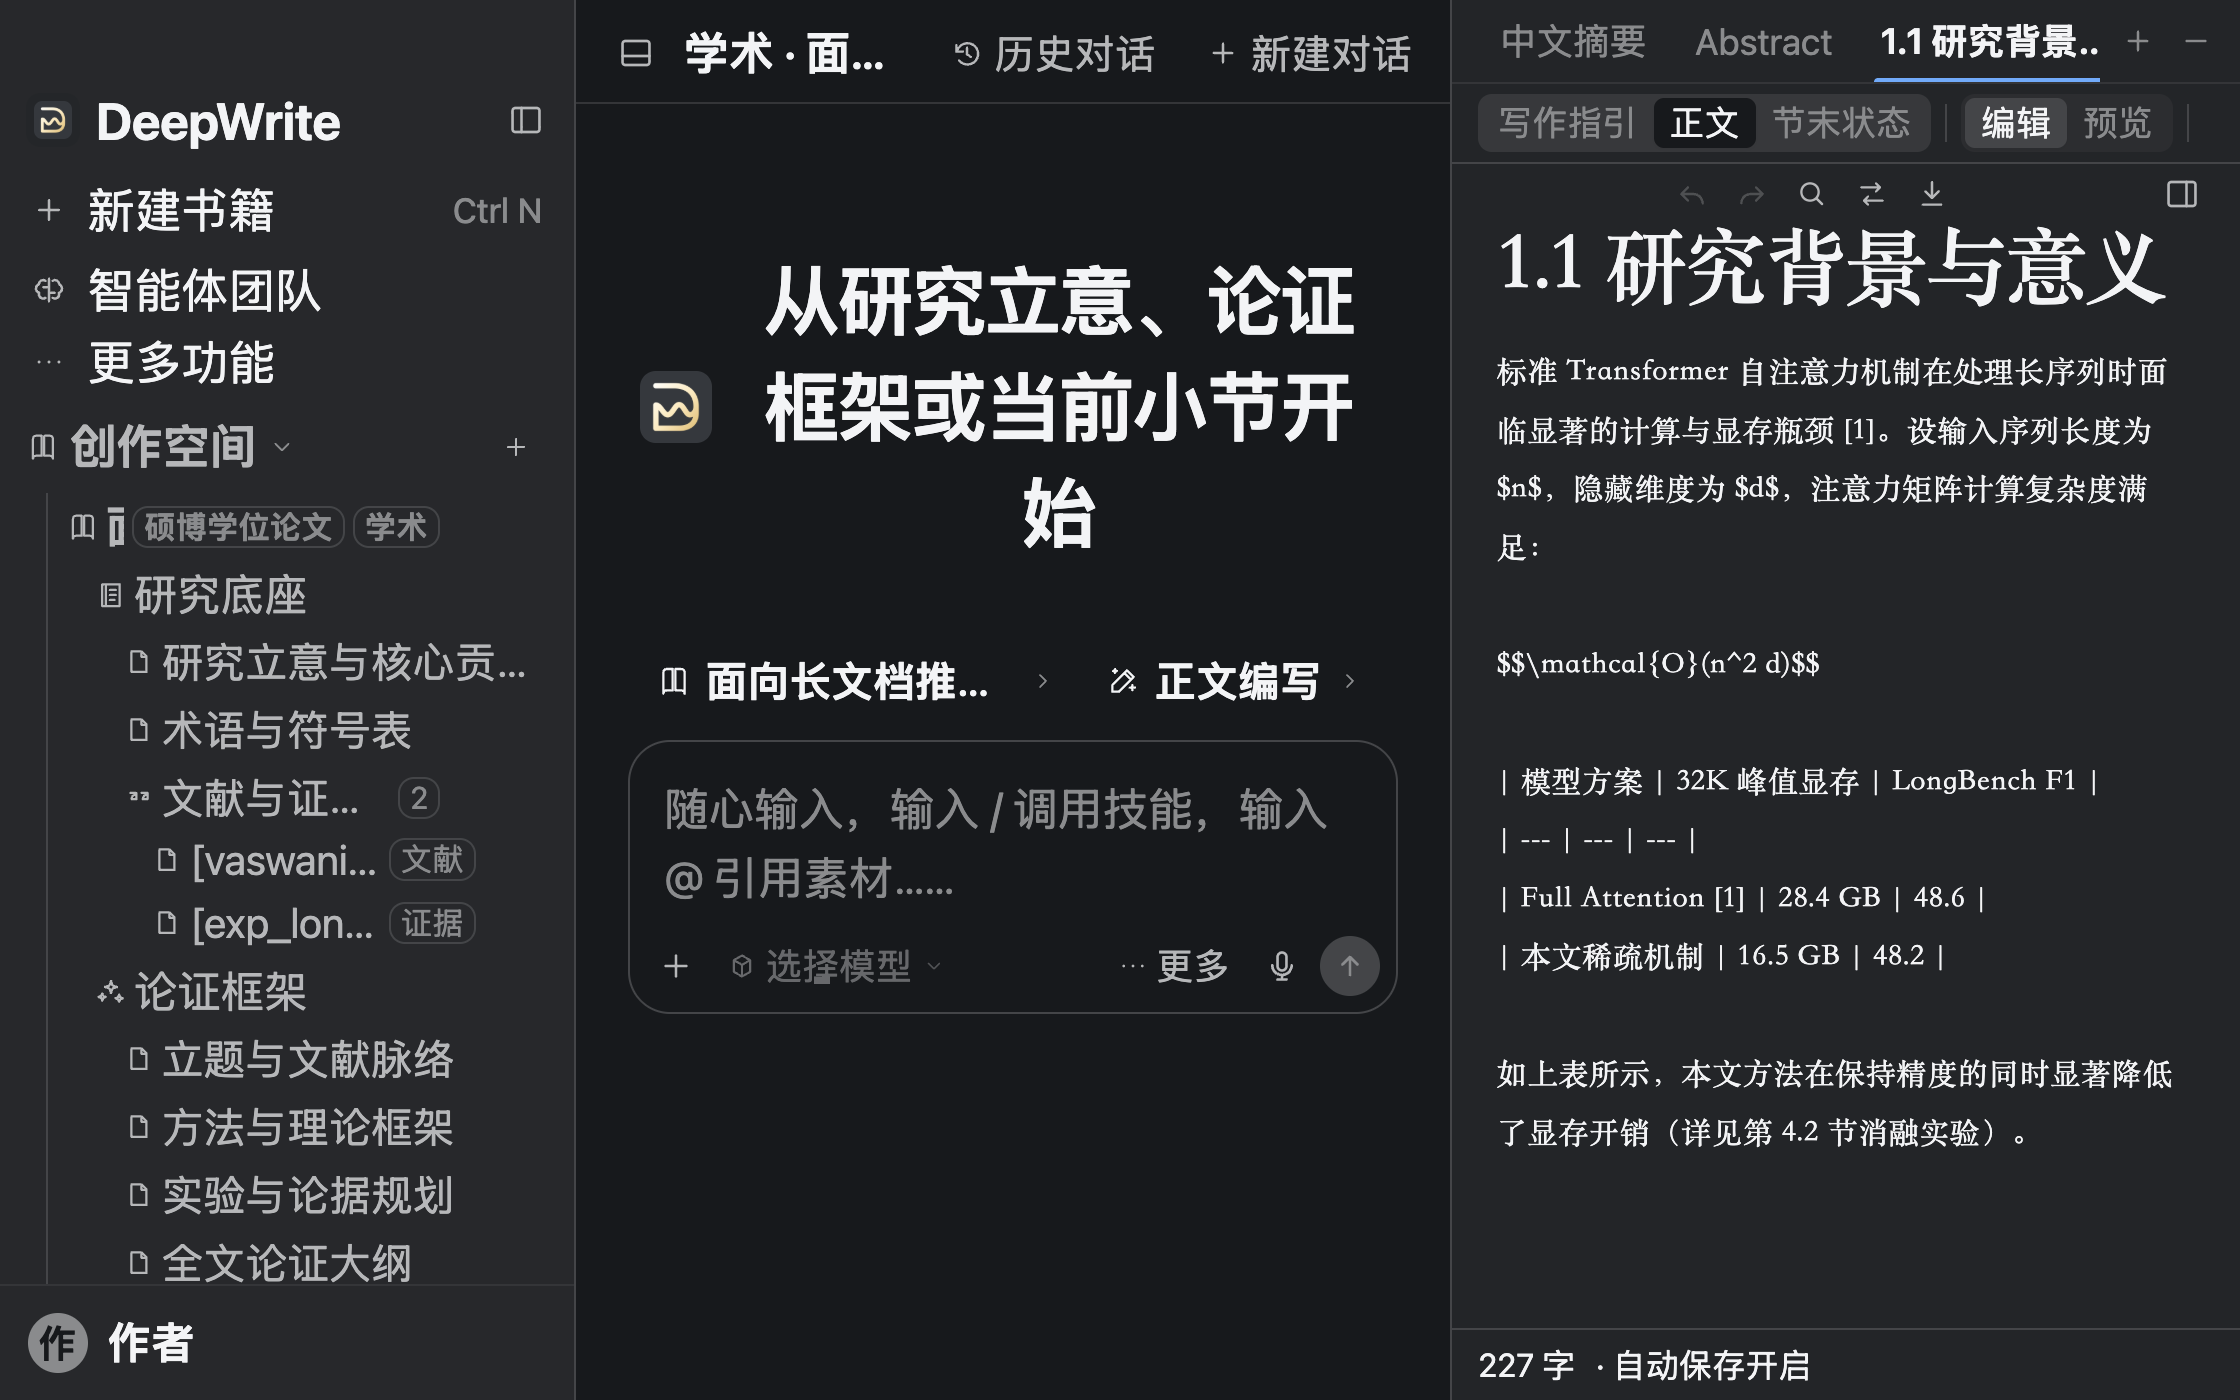 DeepWrite
新建书籍 Ctrl N
智能体团队
更多功能
创作空间
硕博学位论文 学术
研究底座
研究立意与核心贡...
术语与符号表
文献与证... 2
[vaswani... 文献
[exp_lon... 证据
论证框架
立题与文献脉络
方法与理论框架
实验与论据规划
全文论证大纲
作 作者
学术 · 面... 历史对话 新建对话
从研究立意、论证
框架或当前小节开
始
面向长文档推... 正文编写
随心输入，输入 / 调用技能，输入
@ 引用素材......
选择模型 更多
中文摘要 Abstract 1.1 研究背景..
写作指引 正文 节末状态 编辑 预览
1.1 研究背景与意义
标准 Transformer 自注意力机制在处理长序列时面
临显著的计算与显存瓶颈 [1]。设输入序列长度为
$n$，隐藏维度为 $d$，注意力矩阵计算复杂度满
足：
$$\mathcal{O}(n^2 d)$$
| 模型方案 | 32K 峰值显存 | LongBench F1 |
| --- | --- | --- |
| Full Attention [1] | 28.4 GB | 48.6 |
| 本文稀疏机制 | 16.5 GB | 48.2 |
如上表所示，本文方法在保持精度的同时显著降低
了显存开销（详见第 4.2 节消融实验）。
227 字 · 自动保存开启